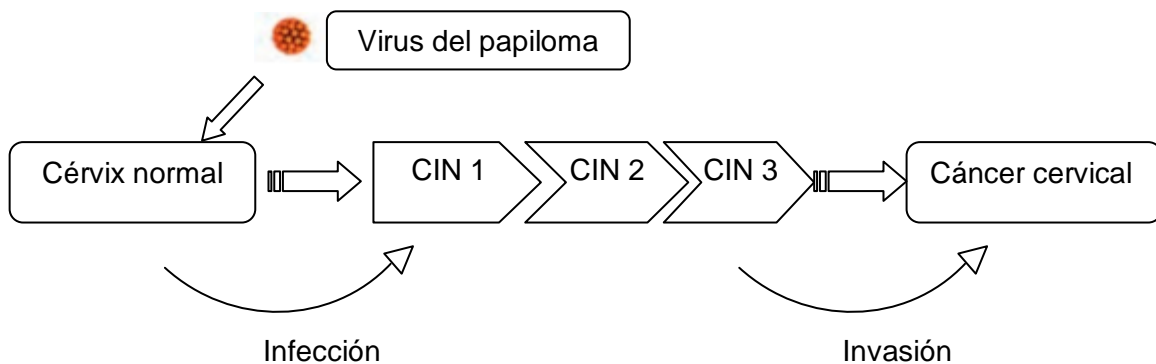 Virus del papiloma
Cérvix normal
CIN 1
CIN 2
CIN 3
Cáncer cervical
Infección
Invasión